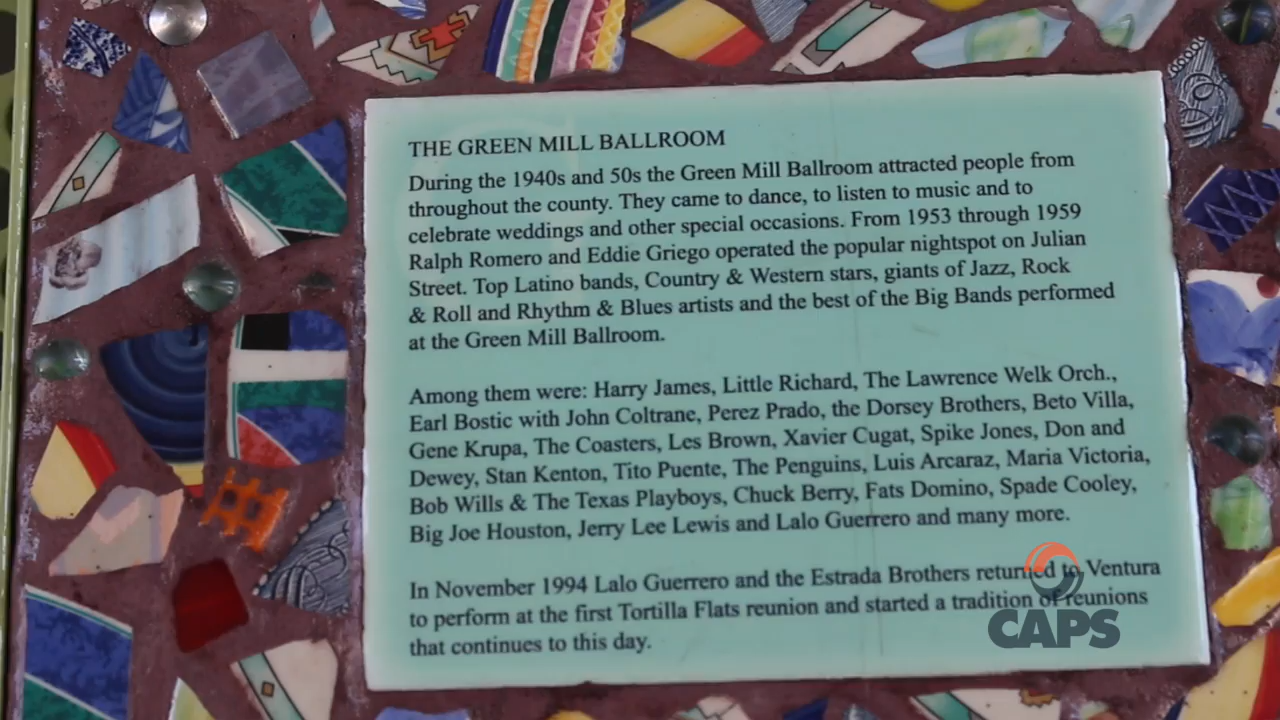 THE GREEN MILL BALLROOM
During the 1940s and 50s the Green Mill Ballroom attracted people from
throughout the county. They came to dance, to listen to music and to
celebrate weddings and other special occasions. From 1953 through 1959
Ralph Romero and Eddie Griego operated the popular nightspot on Julian
Street. Top Latino bands, Country & Western stars, giants of Jazz, Rock
& Roll and Rhythm & Blues artists and the best of the Big Bands performed
at the Green Mill Ballroom.
Among them were: Harry James, Little Richard, The Lawrence Welk Orch.,
Earl Bostic with John Coltrane, Perez Prado, the Dorsey Brothers, Beto Villa,
Gene Krupa, The Coasters, Les Brown, Xavier Cugat, Spike Jones, Don and
Dewey, Stan Kenton, Tito Puente, The Penguins, Luis Arcaraz, Maria Victoria,
Bob Wills & The Texas Playboys, Chuck Berry, Fats Domino, Spade Cooley,
Big Joe Houston, Jerry Lee Lewis and Lalo Guerrero and many more.
In November 1994 Lalo Guerrero and the Estrada Brothers returned to Ventura
to perform at the first Tortilla Flats reunion and started a tradition of reunions
that continues to this day.
CAPS